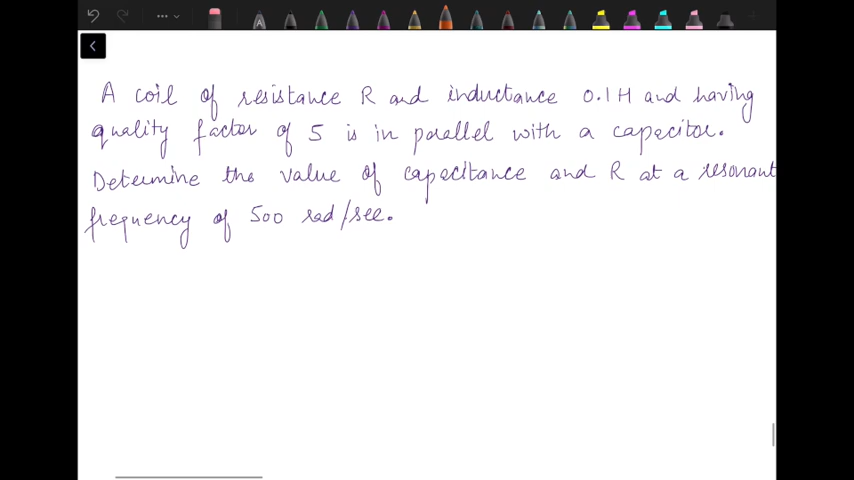 A coil of resistance R and inductance 0.1 H and having
quality factor of 5 is in parallel with a capacitor.
Determine the value of capacitance and R at a resonant
frequency of 500 rad/sec.